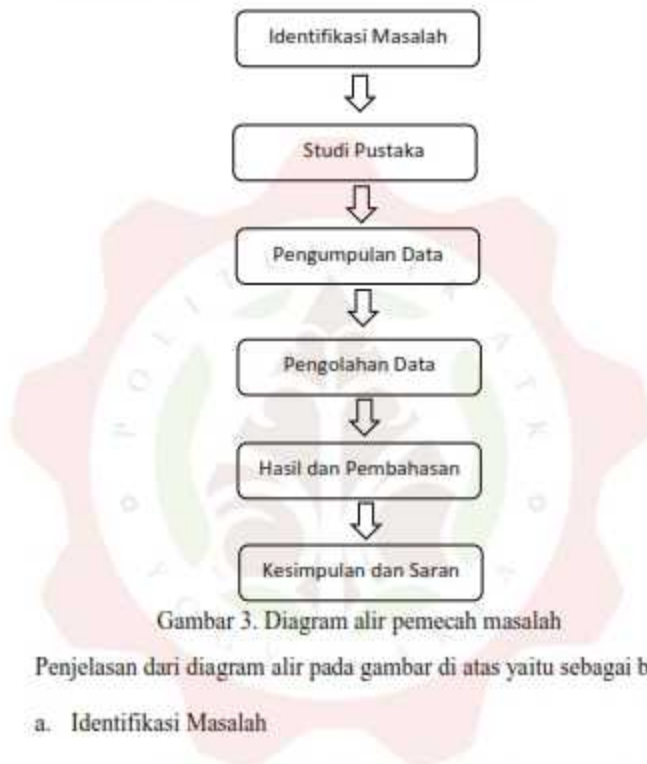 Identifikasi Masalah
Studi Pustaka
Pengumpulan Data
Pengolahan Data
Hasil dan Pembahasan
Kesimpulan dan Saran
Gambar 3. Diagram alir pemecah masalah
Penjelasan dari diagram alir pada gambar di atas yaitu sebagai b
a. Identifikasi Masalah